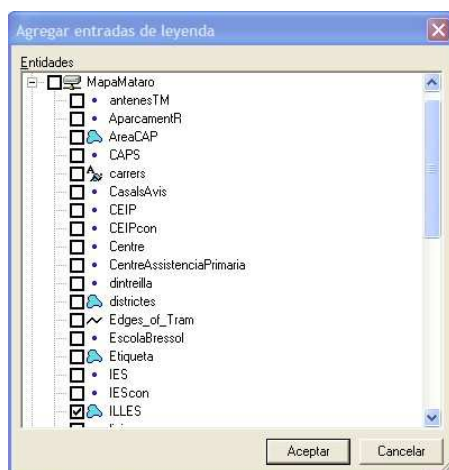 Agregar entradas de leyenda
Entidades
MapaMataro
antenesTM
AparcamentR
AreaCAP
CAPS
carrers
CasalsAvis
CEIP
CEIPcon
Centre
CentreAssistenciaPrimaria
dintreilla
districtes
Edges_of_Tram
EscolaBressol
Etiqueta
IES
IEScon
ILLES
Aceptar Cancelar